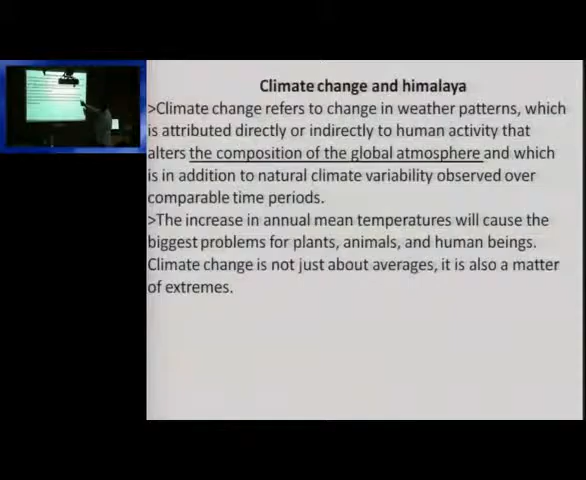 Climate change and himalaya
>Climate change refers to change in weather patterns, which
is attributed directly or indirectly to human activity that
alters the composition of the global atmosphere and which
is in addition to natural climate variability observed over
comparable time periods.
>The increase in annual mean temperatures will cause the
biggest problems for plants, animals, and human beings.
Climate change is not just about averages, it is also a matter
of extremes.